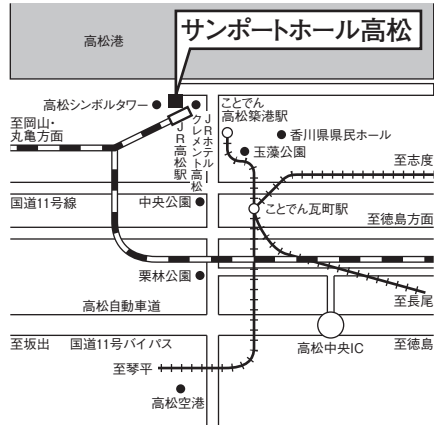 高松港
サンポートホール高松
高松シンボルタワー
JRホテル
クレメント高松
JR高松駅
ことでん
高松築港駅
香川県県民ホール
玉藻公園
至岡山・
丸亀方面
至志度
国道11号線
中央公園
ことでん瓦町駅
至徳島方面
栗林公園
至長尾
高松自動車道
至坂出
国道11号バイパス
高松中央IC
至徳島
至琴平
高松空港